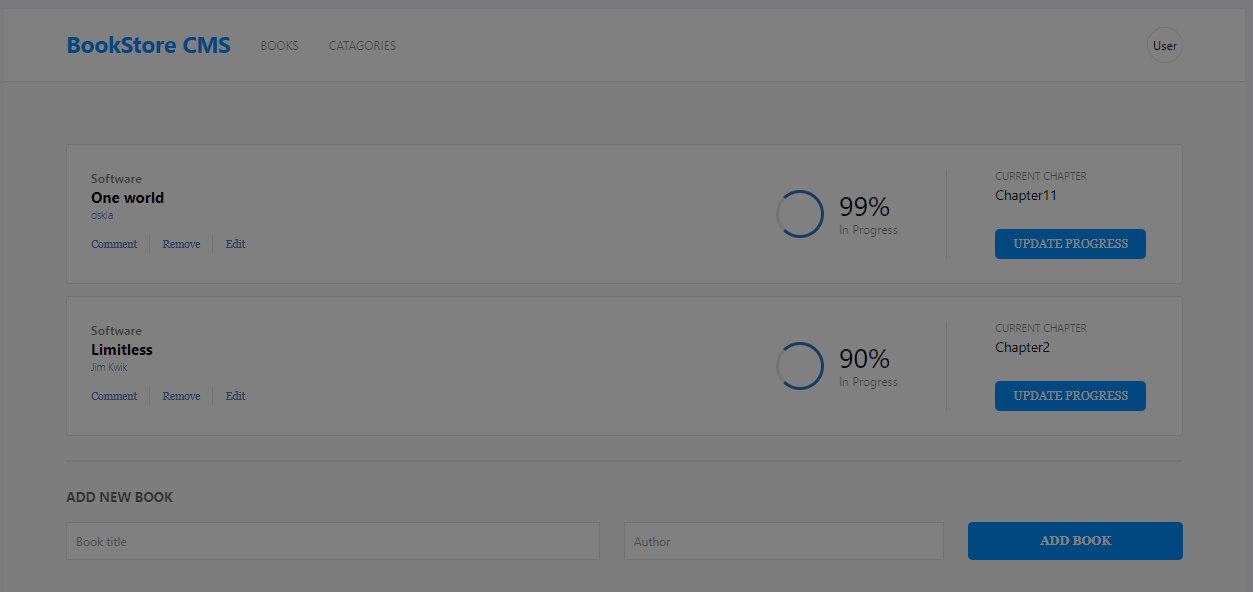 BookStore CMS BOOKS CATAGORIES User
Software
One world
dskla
Comment Remove Edit
99%
In Progress
CURRENT CHAPTER
Chapter11
UPDATE PROGRESS
Software
Limitless
Jim Kwik
Comment Remove Edit
90%
In Progress
CURRENT CHAPTER
Chapter2
UPDATE PROGRESS
ADD NEW BOOK
Book title Author ADD BOOK